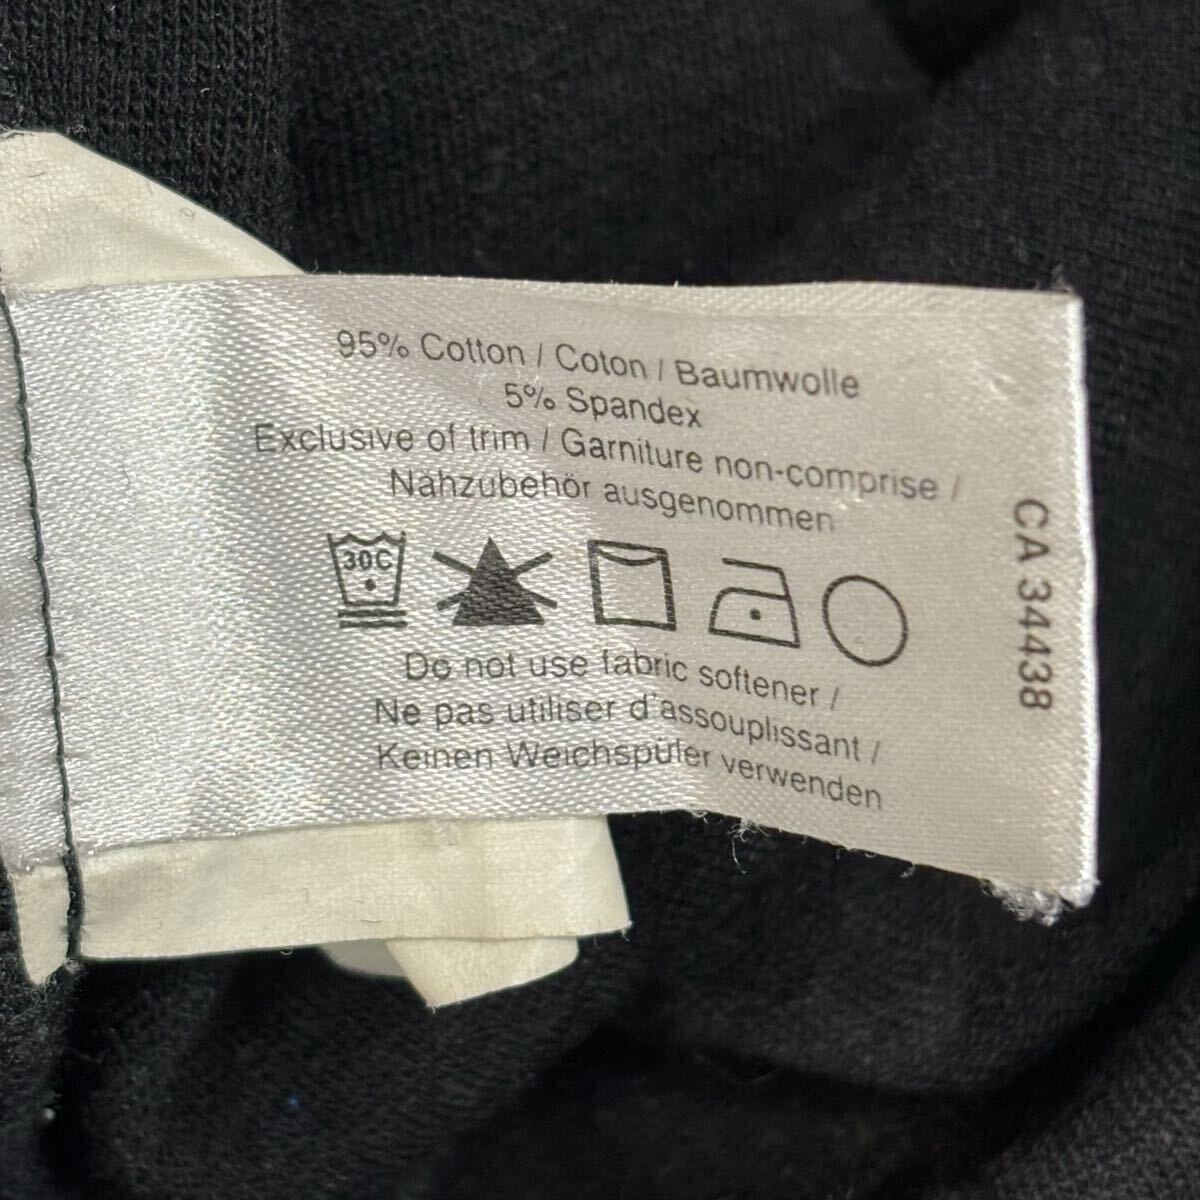 95% Cotton / Coton / Baumwolle
5% Spandex
Exclusive of trim / Garniture non-comprise /
Nähzubehör ausgenommen
30C
Do not use fabric softener /
Ne pas utiliser d'assouplissant /
Keinen Weichspüler verwenden
CA 34438